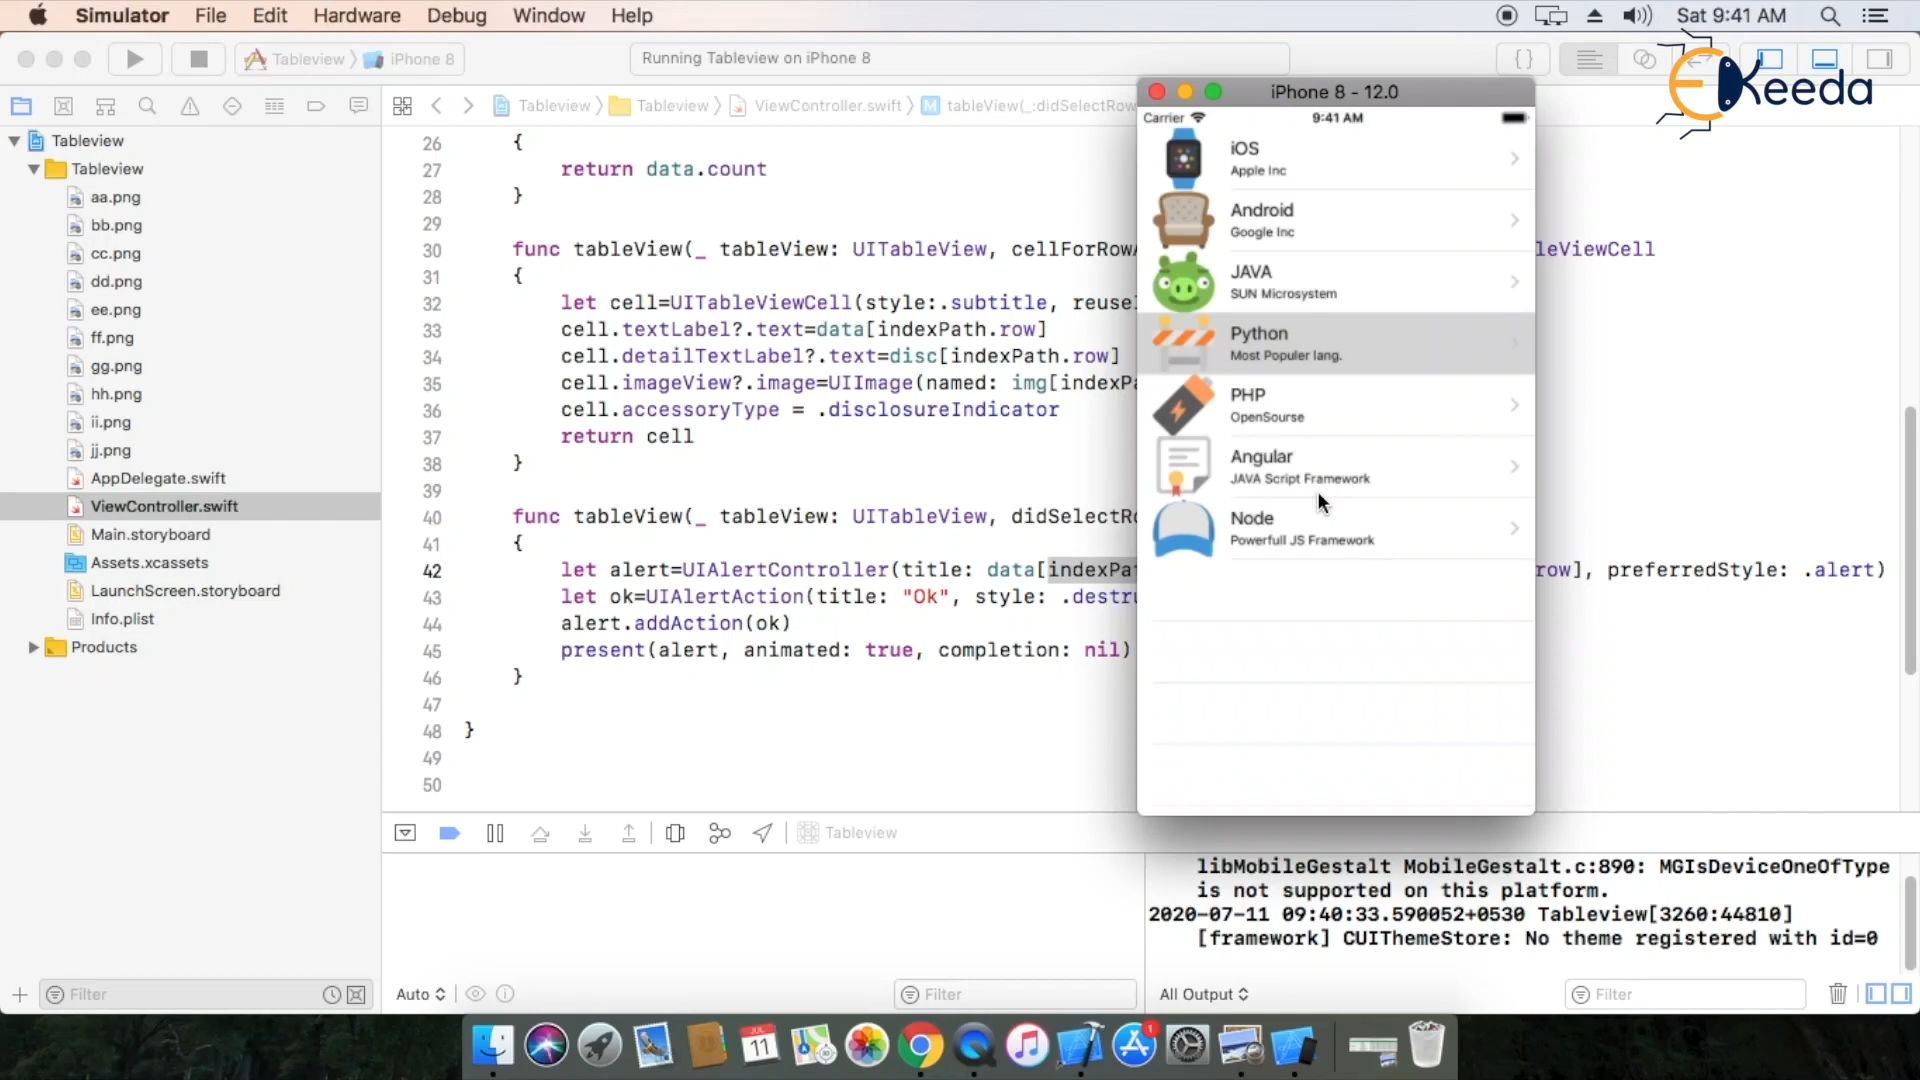 Simulator File Edit Hardware Debug Window Help Sat 9:41 AM
Tableview iPhone 8 Running Tableview on iPhone 8
EKeeda
Tableview Tableview ViewController.swift M tableView(_:didSelectRow
iPhone 8 - 12.0
Carrier 9:41 AM
Tableview
Tableview
aa.png
bb.png
cc.png
dd.png
ee.png
ff.png
gg.png
hh.png
ii.png
jj.png
AppDelegate.swift
ViewController.swift
Main.storyboard
Assets.xcassets
LaunchScreen.storyboard
Info.plist
Products
Filter
26 {
27 return data.count
28 }
29
30 func tableView(_ tableView: UITableView, cellForRowA leViewCell
31 {
32 let cell=UITableViewCell(style:.subtitle, reuse
33 cell.textLabel?.text=data[indexPath.row]
34 cell.detailTextLabel?.text=disc[indexPath.row]
35 cell.imageView?.image=UIImage(named: img[indexPa
36 cell.accessoryType = .disclosureIndicator
37 return cell
38 }
39
40 func tableView(_ tableView: UITableView, didSelectRo
41 {
42 let alert=UIAlertController(title: data[indexPat row], preferredStyle: .alert)
43 let ok=UIAlertAction(title: "Ok", style: .destru
44 alert.addAction(ok)
45 present(alert, animated: true, completion: nil)
46 }
47
48 }
49
50
iOS
Apple Inc
Android
Google Inc
JAVA
SUN Microsystem
Python
Most Populer lang.
PHP
OpenSourse
Angular
JAVA Script Framework
Node
Powerfull JS Framework
Tableview
libMobileGestalt MobileGestalt.c:890: MGIsDeviceOneOfType
is not supported on this platform.
2020-07-11 09:40:33.590052+0530 Tableview[3260:44810]
[framework] CUIThemeStore: No theme registered with id=0
Auto Filter All Output Filter
JUL
11
1